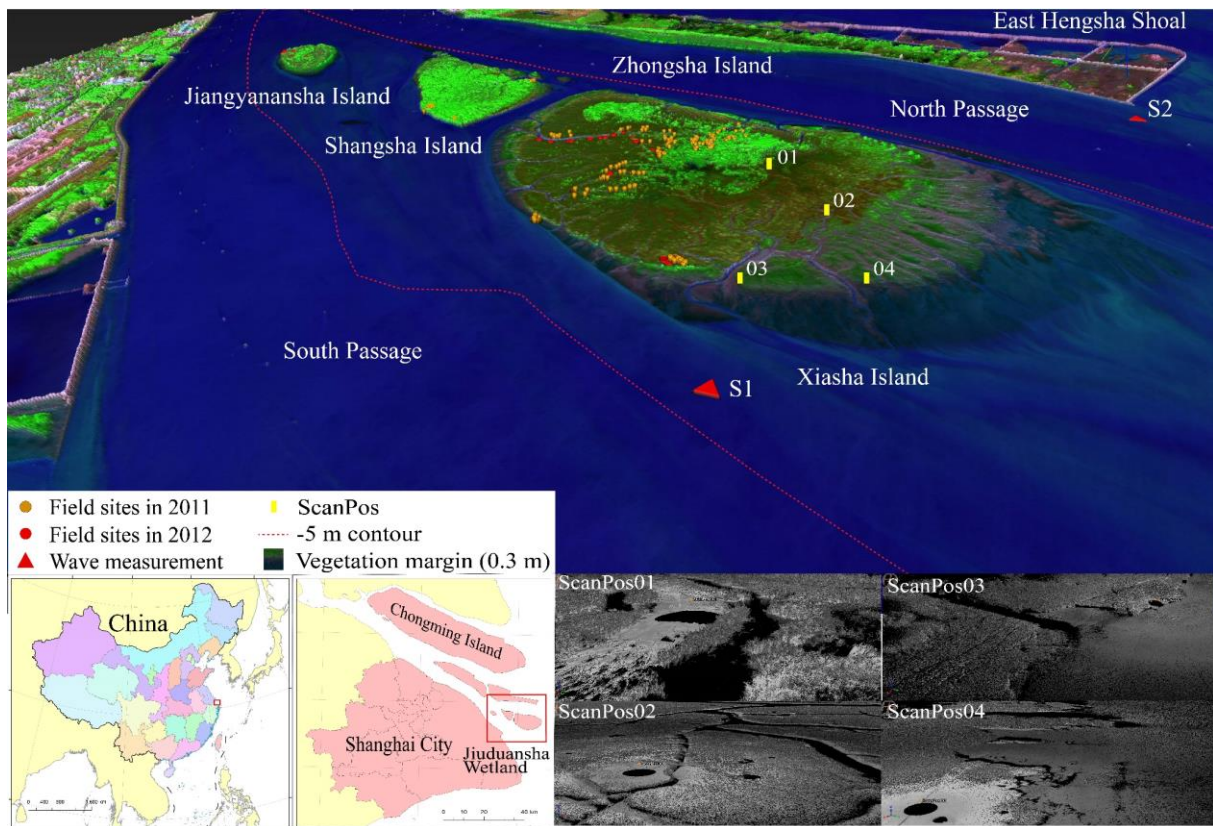 East Hengsha Shoal
Zhongsha Island
Jiangyanansha Island
North Passage
S2
Shangsha Island
01
02
03
04
South Passage
Xiasha Island
S1
Field sites in 2011
ScanPos
Field sites in 2012
-5 m contour
Wave measurement
Vegetation margin (0.3 m)
China
Chongming Island
Shanghai City
Jiuduansha
Wetland
ScanPos01
ScanPos03
ScanPos02
ScanPos04